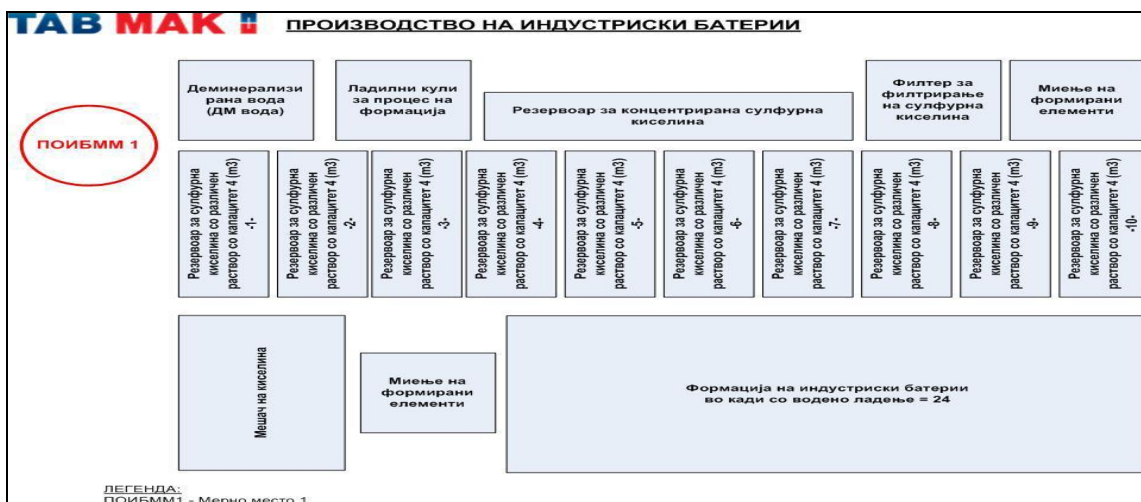 TAB MAK
ПРОИЗВОДСТВО НА ИНДУСТРИСКИ БАТЕРИИ
ПОИБММ 1
Деминерализи
рана вода
(ДМ вода)
Ладилни кули
за процес на
формација
Резервоар за концентрирана сулфурна
киселина
Филтер за
филтрирање
на сулфурна
киселина
Миење на
формирани
елементи
Резервоар за сулфурна
киселина со различен
раствор со капацитет 4 (m3)
-1-
Резервоар за сулфурна
киселина со различен
раствор со капацитет 4 (m3)
-2-
Резервоар за сулфурна
киселина со различен
раствор со капацитет 4 (m3)
-3-
Резервоар за сулфурна
киселина со различен
раствор со капацитет 4 (m3)
-4-
Резервоар за сулфурна
киселина со различен
раствор со капацитет 4 (m3)
-5-
Резервоар за сулфурна
киселина со различен
раствор со капацитет 4 (m3)
-6-
Резервоар за сулфурна
киселина со различен
раствор со капацитет 4 (m3)
-7-
Резервоар за сулфурна
киселина со различен
раствор со капацитет 4 (m3)
-8-
Резервоар за сулфурна
киселина со различен
раствор со капацитет 4 (m3)
-9-
Резервоар за сулфурна
киселина со различен
раствор со капацитет 4 (m3)
-10-
Мешач на киселина
Миење на
формирани
елементи
Формација на индустриски батерии
во кади со водено ладење = 24
ЛЕГЕНДА:
ПОИБММ1 - Мерно место 1